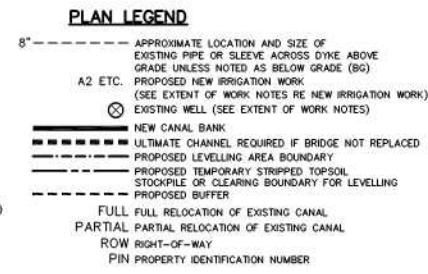 PLAN LEGEND
8" APPROXIMATE LOCATION AND SIZE OF
EXISTING PIPE OR SLEEVE ACROSS DYKE ABOVE
GRADE UNLESS NOTED AS BELOW GRADE (BG)
A2 ETC. PROPOSED NEW IRRIGATION WORK
(SEE EXTENT OF WORK NOTES RE NEW IRRIGATION WORK)
EXISTING WELL (SEE EXTENT OF WORK NOTES)
NEW CANAL BANK
ULTIMATE CHANNEL REQUIRED IF BRIDGE NOT REPLACED
PROPOSED LEVELLING AREA BOUNDARY
PROPOSED TEMPORARY STRIPPED TOPSOIL
STOCKPILE OR CLEARING BOUNDARY FOR LEVELLING
PROPOSED BUFFER
)
FULL FULL RELOCATION OF EXISTING CANAL
PARTIAL PARTIAL RELOCATION OF EXISTING CANAL
ROW RIGHT-OF-WAY
PIN PROPERTY IDENTIFICATION NUMBER